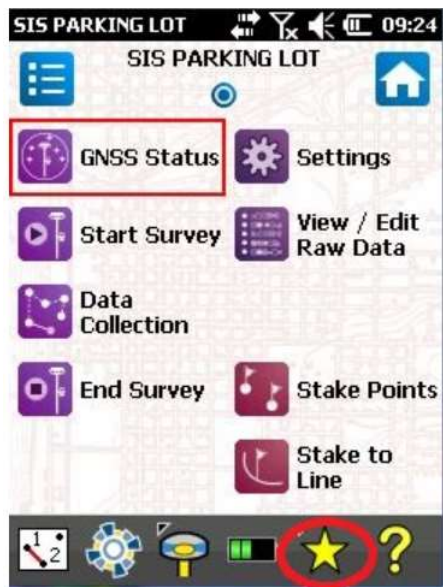 SIS PARKING LOT 09:24
SIS PARKING LOT
GNSS Status
Settings
Start Survey
View / Edit
Raw Data
Data
Collection
End Survey
Stake Points
Stake to
Line
1 2
?